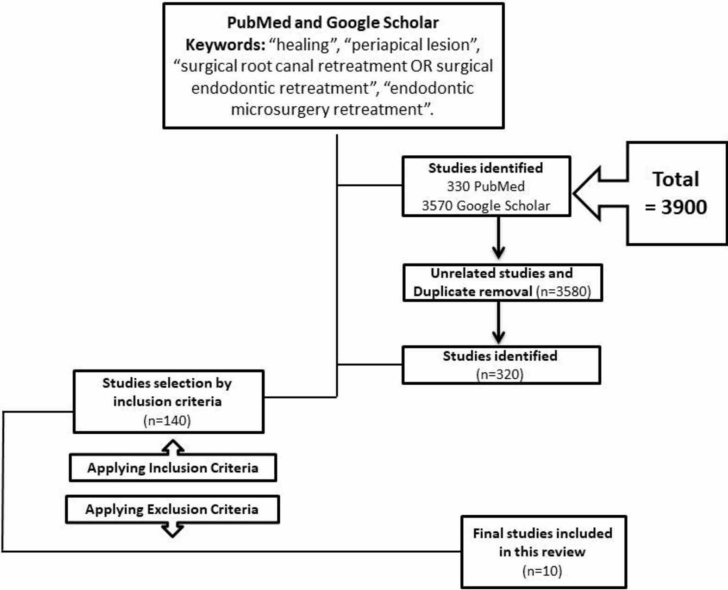 PubMed and Google Scholar
Keywords: “healing”, “periapical lesion”,
“surgical root canal retreatment OR surgical
endodontic retreatment”, “endodontic
microsurgery retreatment”.
Studies identified
330 PubMed
3570 Google Scholar
Total
= 3900
Unrelated studies and
Duplicate removal (n=3580)
Studies identified
(n=320)
Studies selection by
inclusion criteria
(n=140)
Applying Inclusion Criteria
Applying Exclusion Criteria
Final studies included
in this review
(n=10)